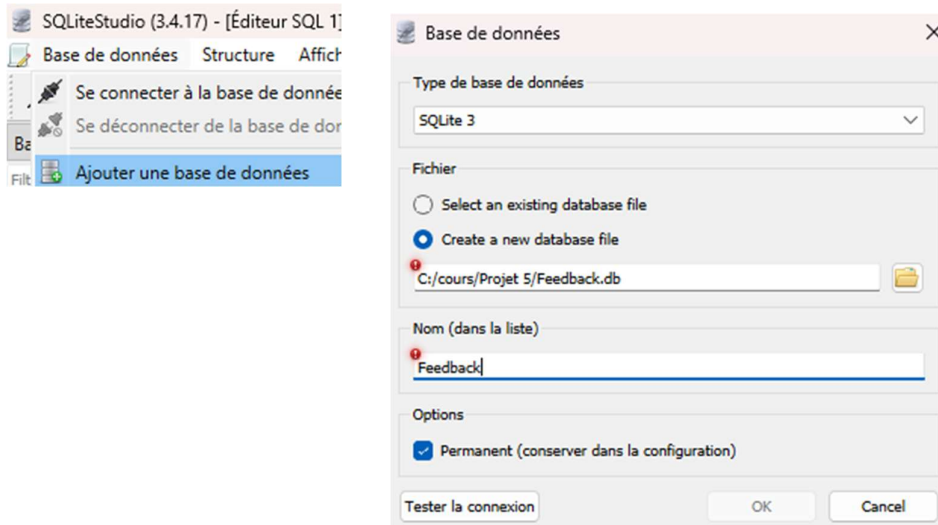 SQLiteStudio (3.4.17) - [Éditeur SQL 1]
Base de données Structure Affich
Se connecter à la base de donnée
Se déconnecter de la base de don
Ba
Ajouter une base de données
Filt
Base de données
Type de base de données
SQLite 3
Fichier
Select an existing database file
Create a new database file
C:/cours/Projet 5/Feedback.db
Nom (dans la liste)
Feedback
Options
Permanent (conserver dans la configuration)
Tester la connexion OK Cancel